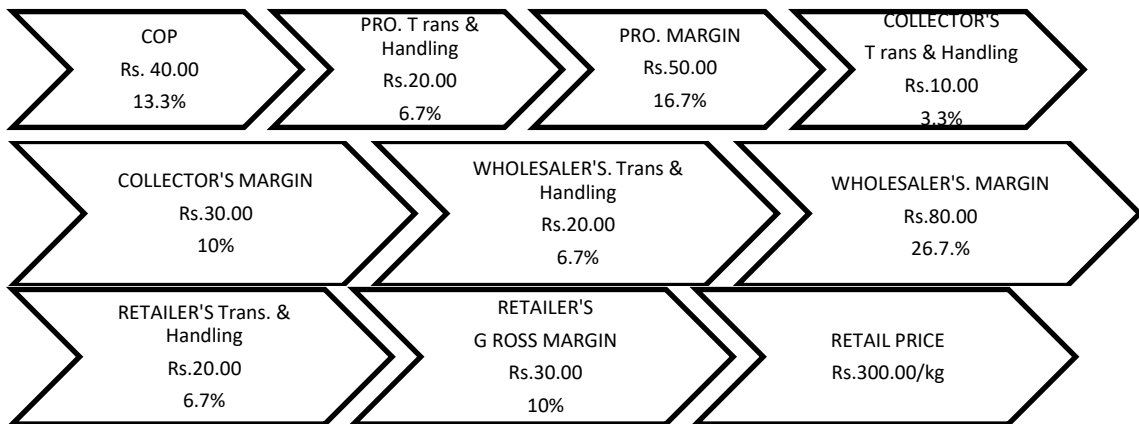 COP
Rs. 40.00
13.3%
PRO. T rans &
Handling
Rs.20.00
6.7%
PRO. MARGIN
Rs.50.00
16.7%
COLLECTOR'S
T rans & Handling
Rs.10.00
3.3%
COLLECTOR'S MARGIN
Rs.30.00
10%
WHOLESALER'S. Trans &
Handling
Rs.20.00
6.7%
WHOLESALER'S. MARGIN
Rs.80.00
26.7.%
RETAILER'S Trans. &
Handling
Rs.20.00
6.7%
RETAILER'S
G ROSS MARGIN
Rs.30.00
10%
RETAIL PRICE
Rs.300.00/kg